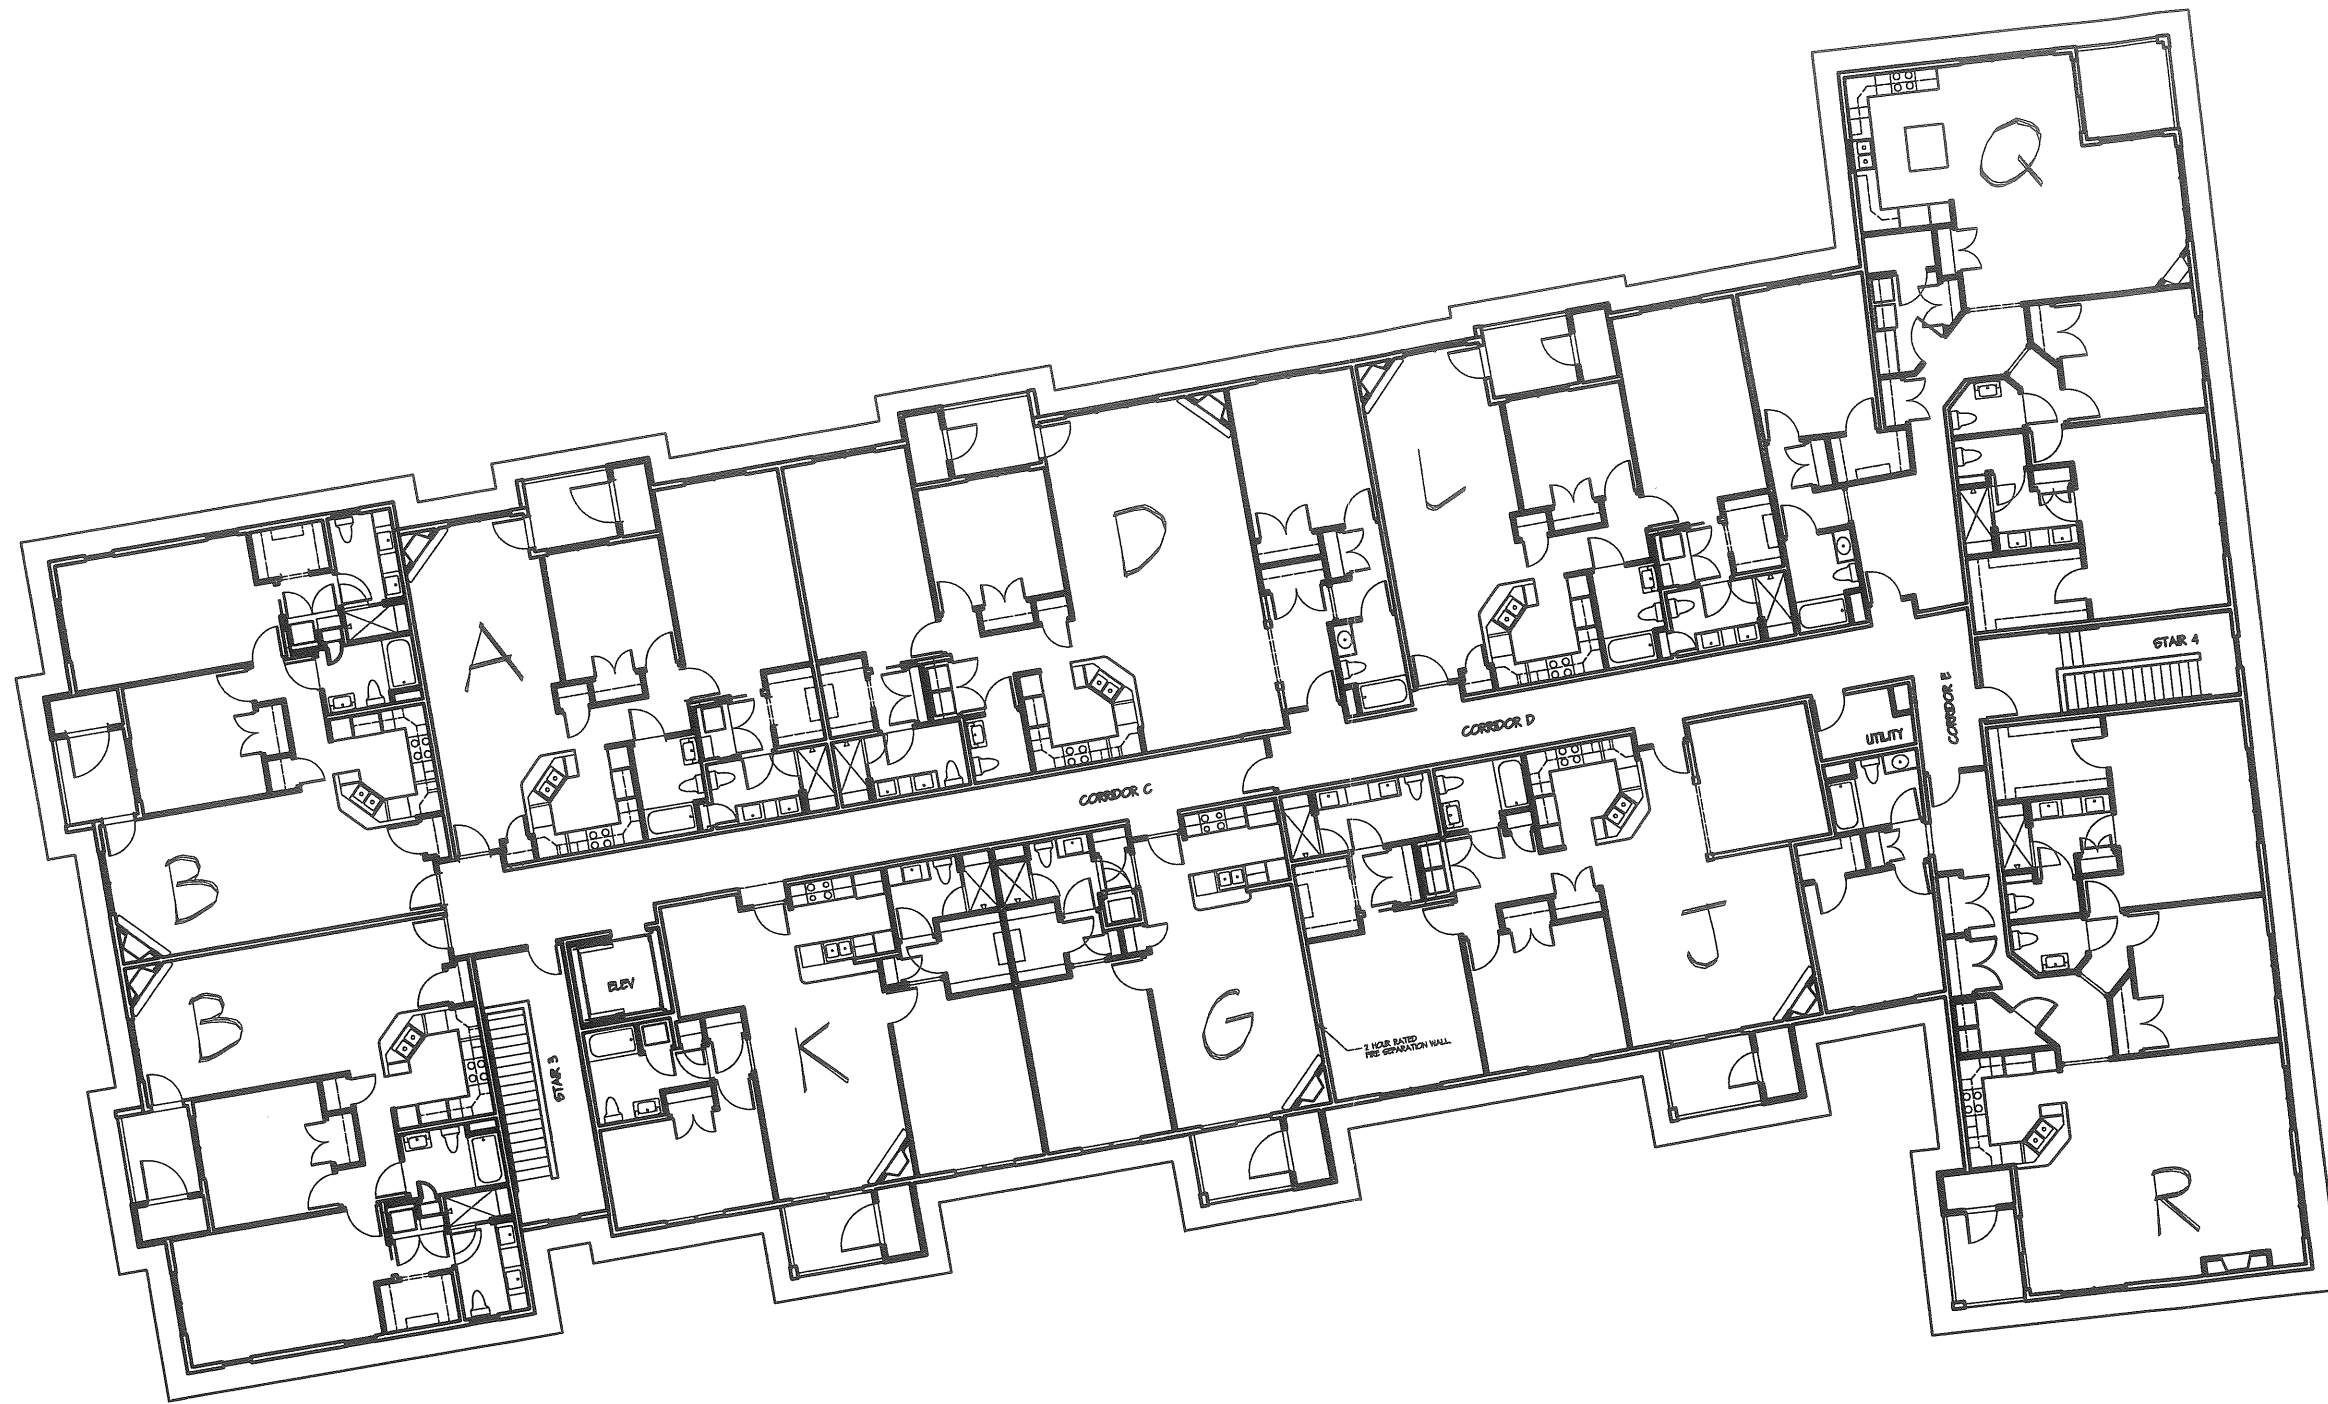 Q
L
D
A
STAIR 4
CORRIDOR E
CORRIDOR D
UTILITY
CORRIDOR C
B
J
B
ELEV
G
K
2 HOUR RATED
FIRE SEPARATION WALL
STAIR 3
R